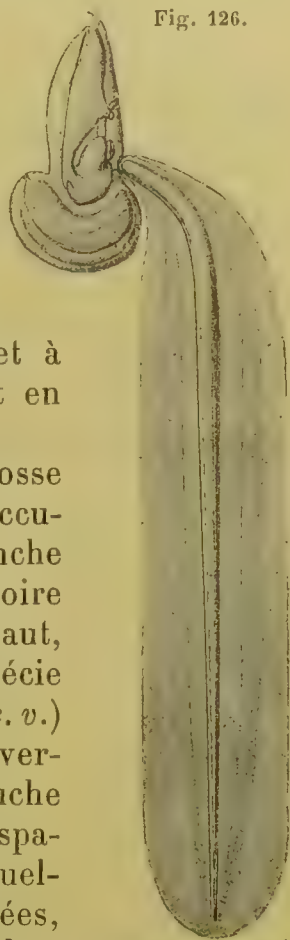 Fig. 126.
et à
t en
osse
ccu-
nche
oire
aut,
écie
c. v.)
ver-
uche
spa-
uel-
ées,